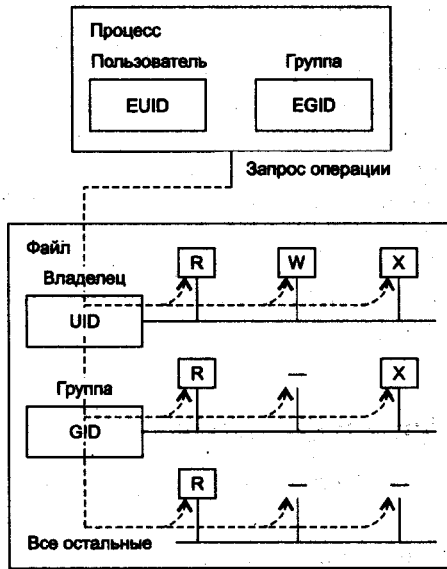 Процесс
Пользователь
Группа
EUID
EGID
Запрос операции
Файл
Владелец
R
W
X
UID
Группа
R
—
X
GID
R
—
—
Все остальные